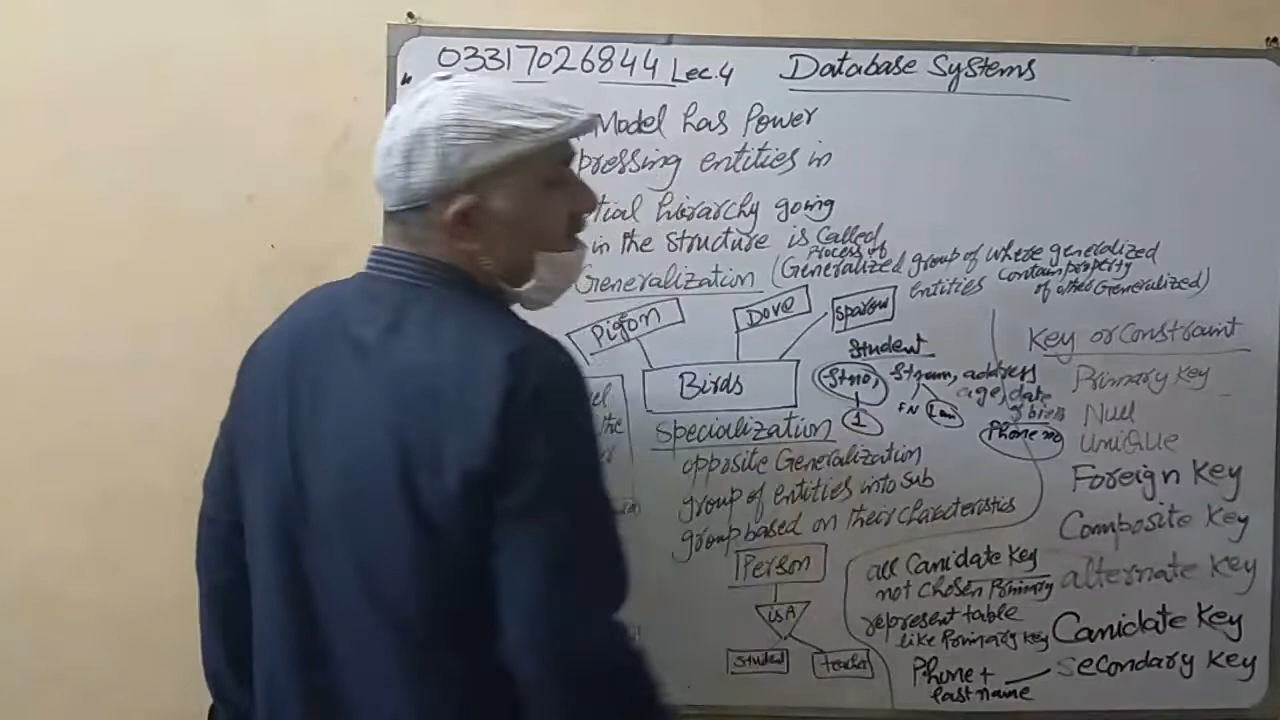 03317026844 Lec.4 Database Systems
Model has Power
pressing entities in
tial hierarchy going
in the structure is called
Generalization (Generalized group of where generalized
Process of
entities contain property
of other Generalized)
Pigon
Dove
Sparow
Birds
Student
Stno,
address
age, date
of birth
FN
1
Phone no
Key or Constraint
Primary Key
Null
UniQue
Foreign Key
Composite Key
alternate Key
Canidate Key
Secondary Key
Specialization
opposite Generalization
group of entities into sub
group based on their charecteristics
Person
is A
Student
teacher
all Canidate Key
not chosen Primary
represent table
like Primary Key
Phone +
last name